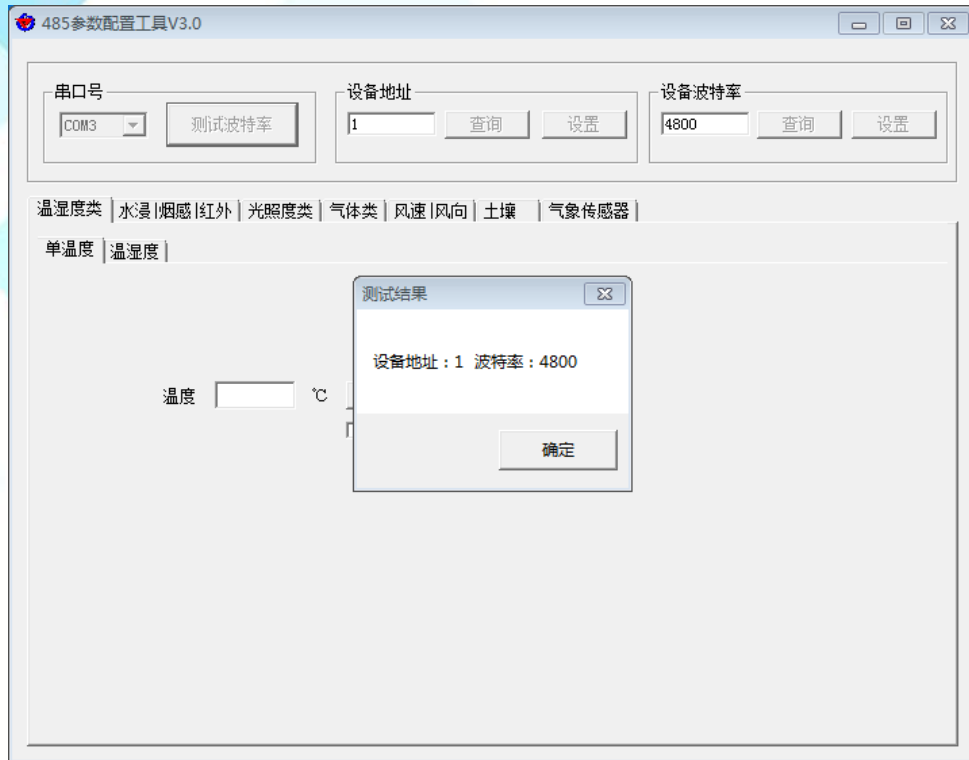 485参数配置工具V3.0
串口号
COM3
测试波特率
设备地址
1
查询
设置
设备波特率
4800
查询
设置
温湿度类
水浸|烟感|红外
光照度类
气体类
风速|风向
土壤
气象传感器
单温度
温湿度
测试结果
设备地址：1 波特率：4800
温度
℃
确定